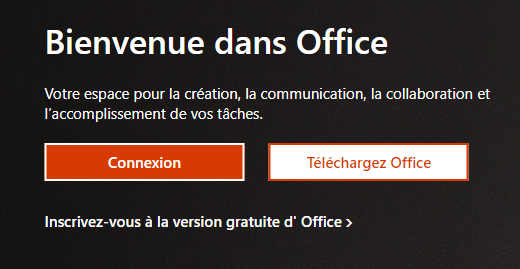 Bienvenue dans Office
Votre espace pour la création, la communication, la collaboration et
l’accomplissement de vos tâches.
Connexion
Téléchargez Office
Inscrivez-vous à la version gratuite d' Office ›